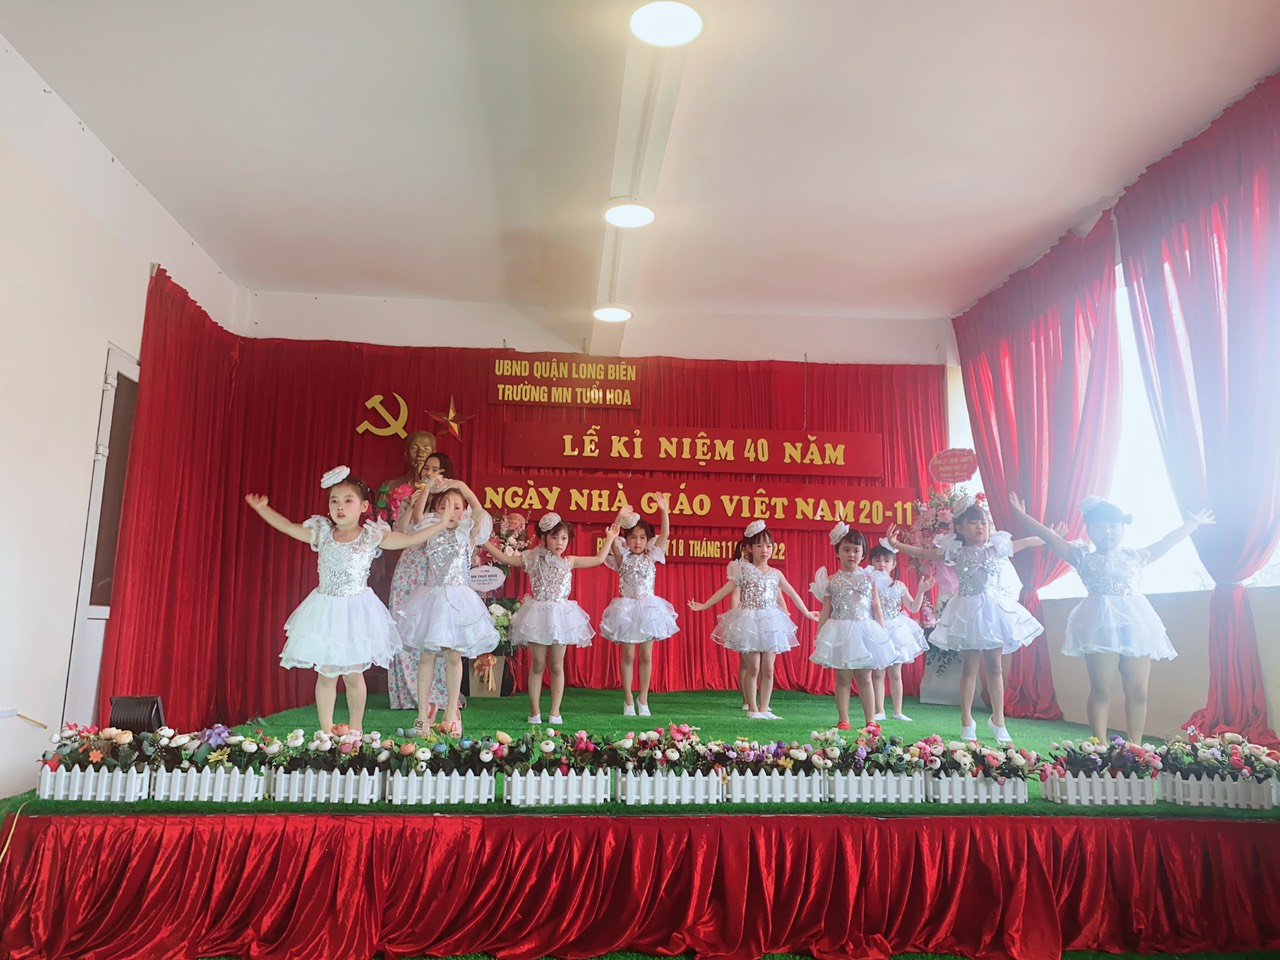 UBND QUẬN LONG BIÊN
TRƯỜNG MN TUỔI HOA
LỄ KỈ NIỆM 40 NĂM
NGÀY NHÀ GIÁO VIỆT NAM 20-11
18 THÁNG 11